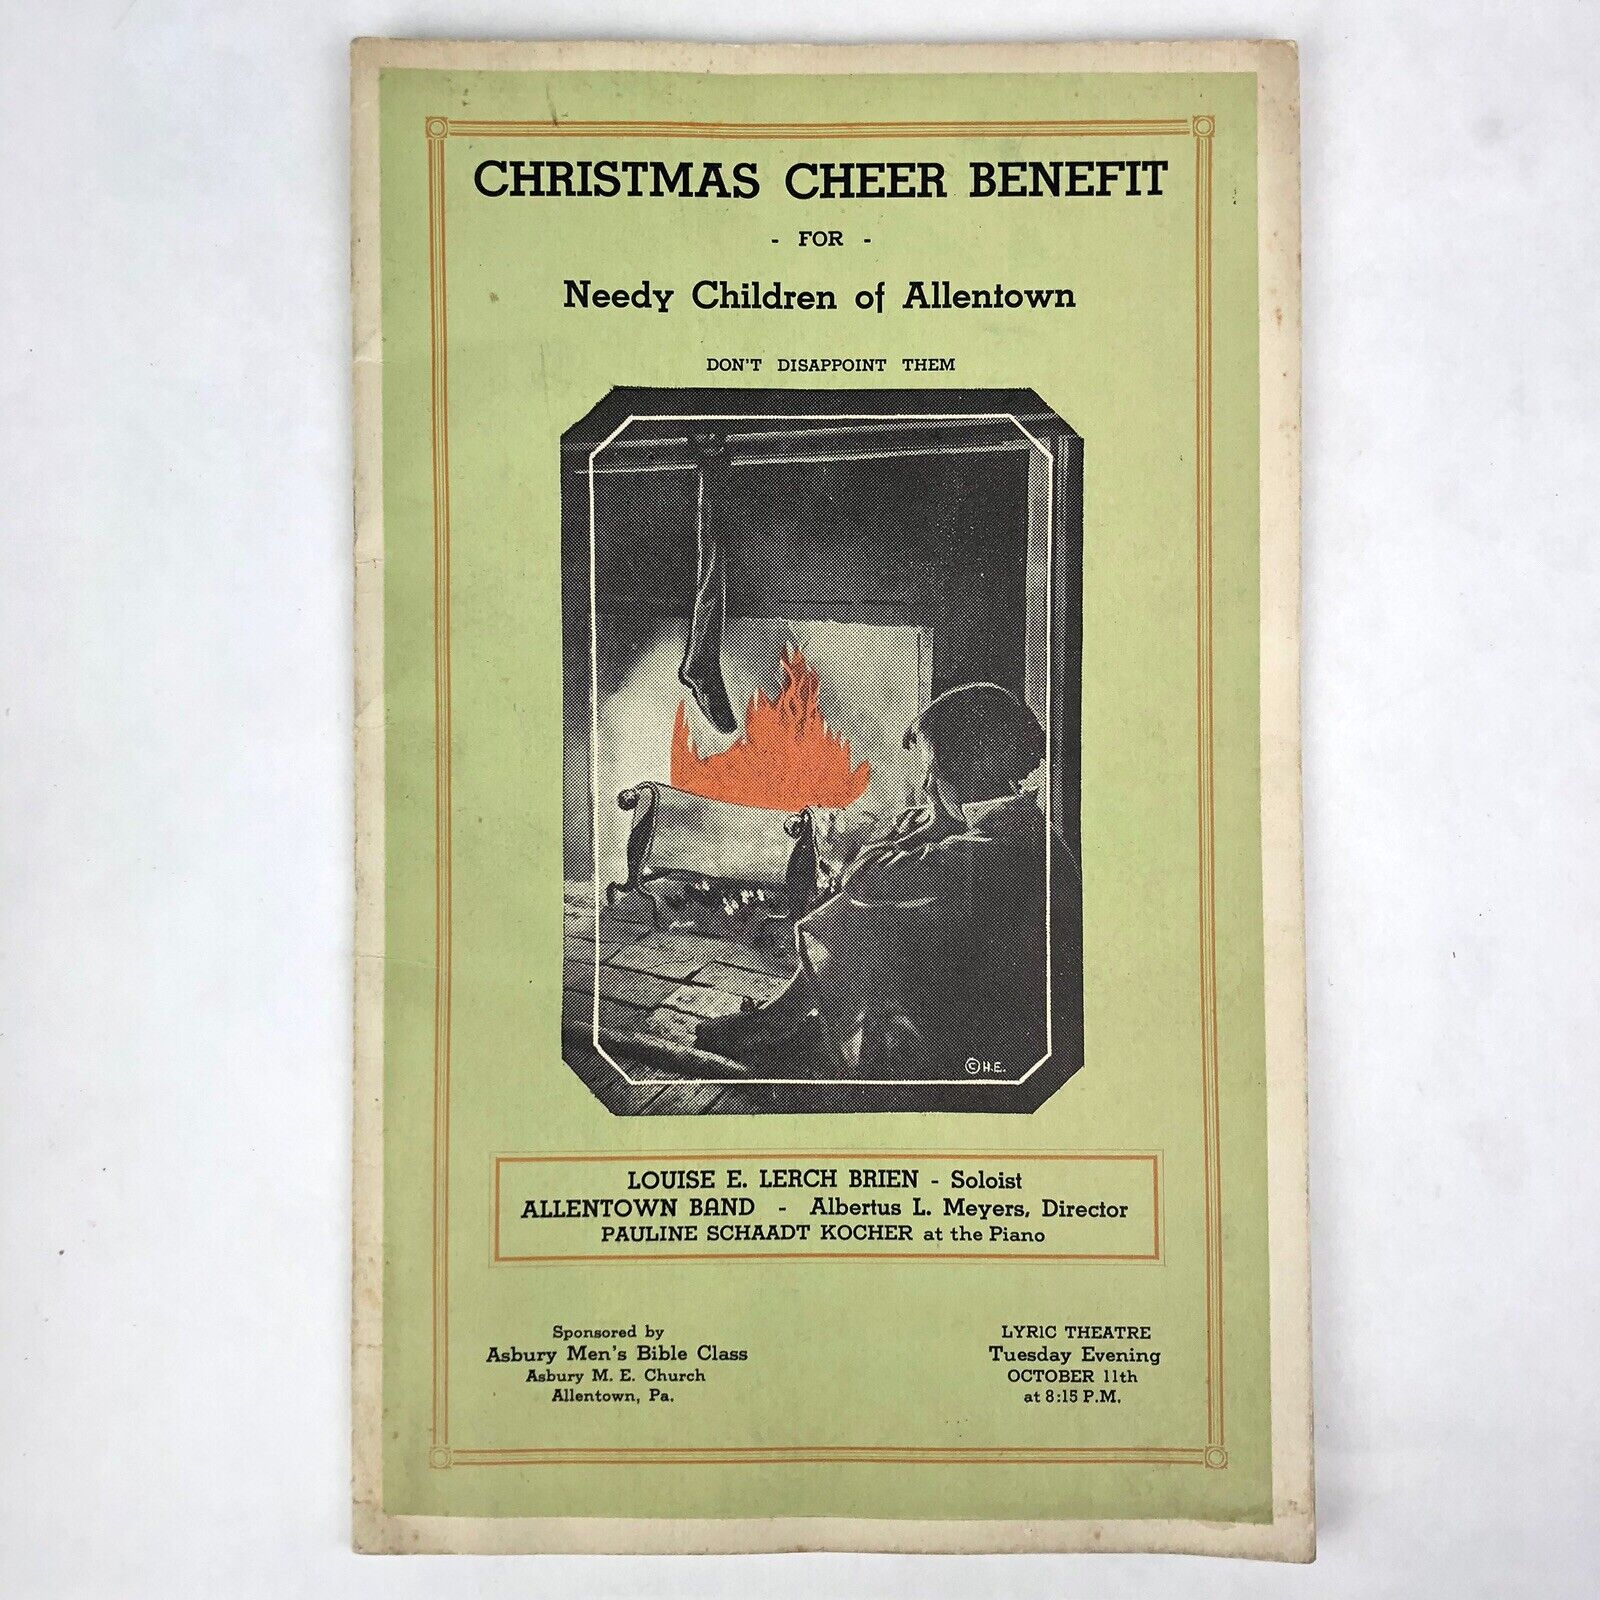 CHRISTMAS CHEER BENEFIT
- FOR -
Needy Children of Allentown
DON'T DISAPPOINT THEM
© H.E.
LOUISE E. LERCH BRIEN - Soloist
ALLENTOWN BAND - Albertus L. Meyers, Director
PAULINE SCHAADT KOCHER at the Piano
Sponsored by
Asbury Men's Bible Class
Asbury M. E. Church
Allentown, Pa.
LYRIC THEATRE
Tuesday Evening
OCTOBER 11th
at 8:15 P.M.